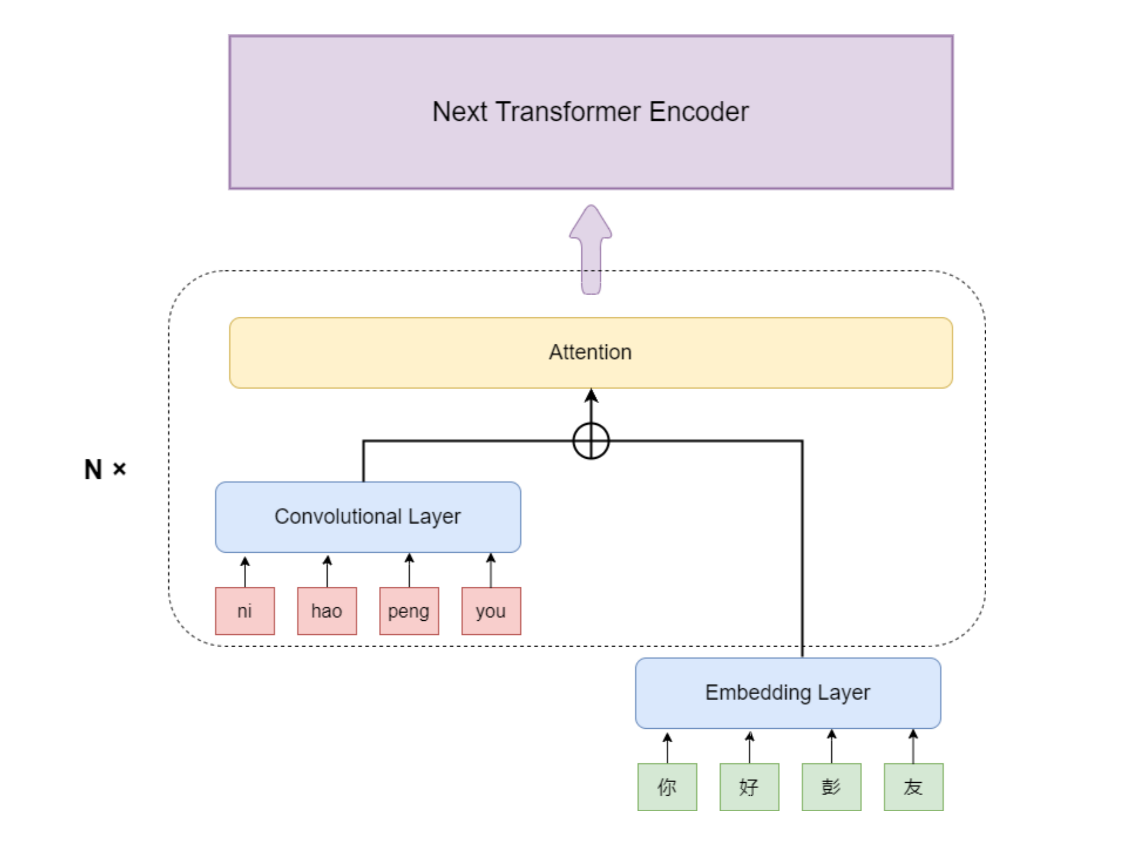 Next Transformer Encoder
Attention
N ×
Convolutional Layer
ni hao peng you
Embedding Layer
你 好 彭 友